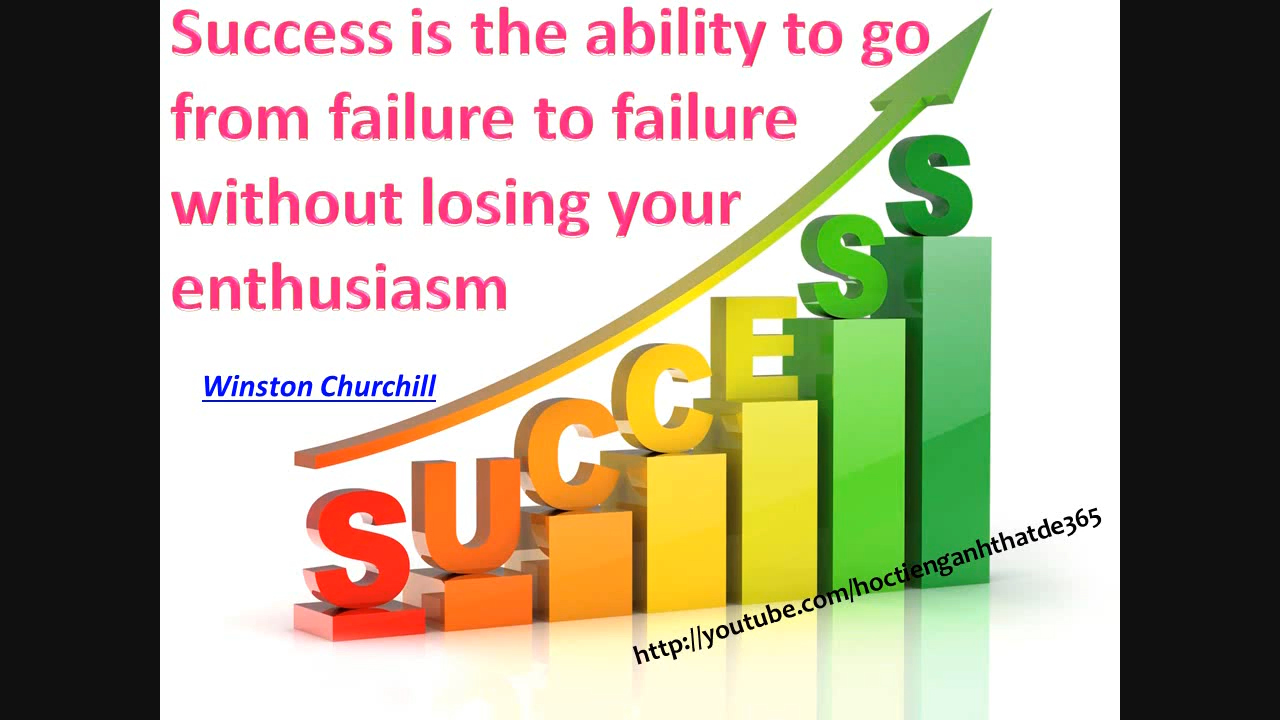 Success is the ability to go
from failure to failure
without losing your
enthusiasm
Winston Churchill
SUCCESS
http://youtube.com/hoctienganhthatde365